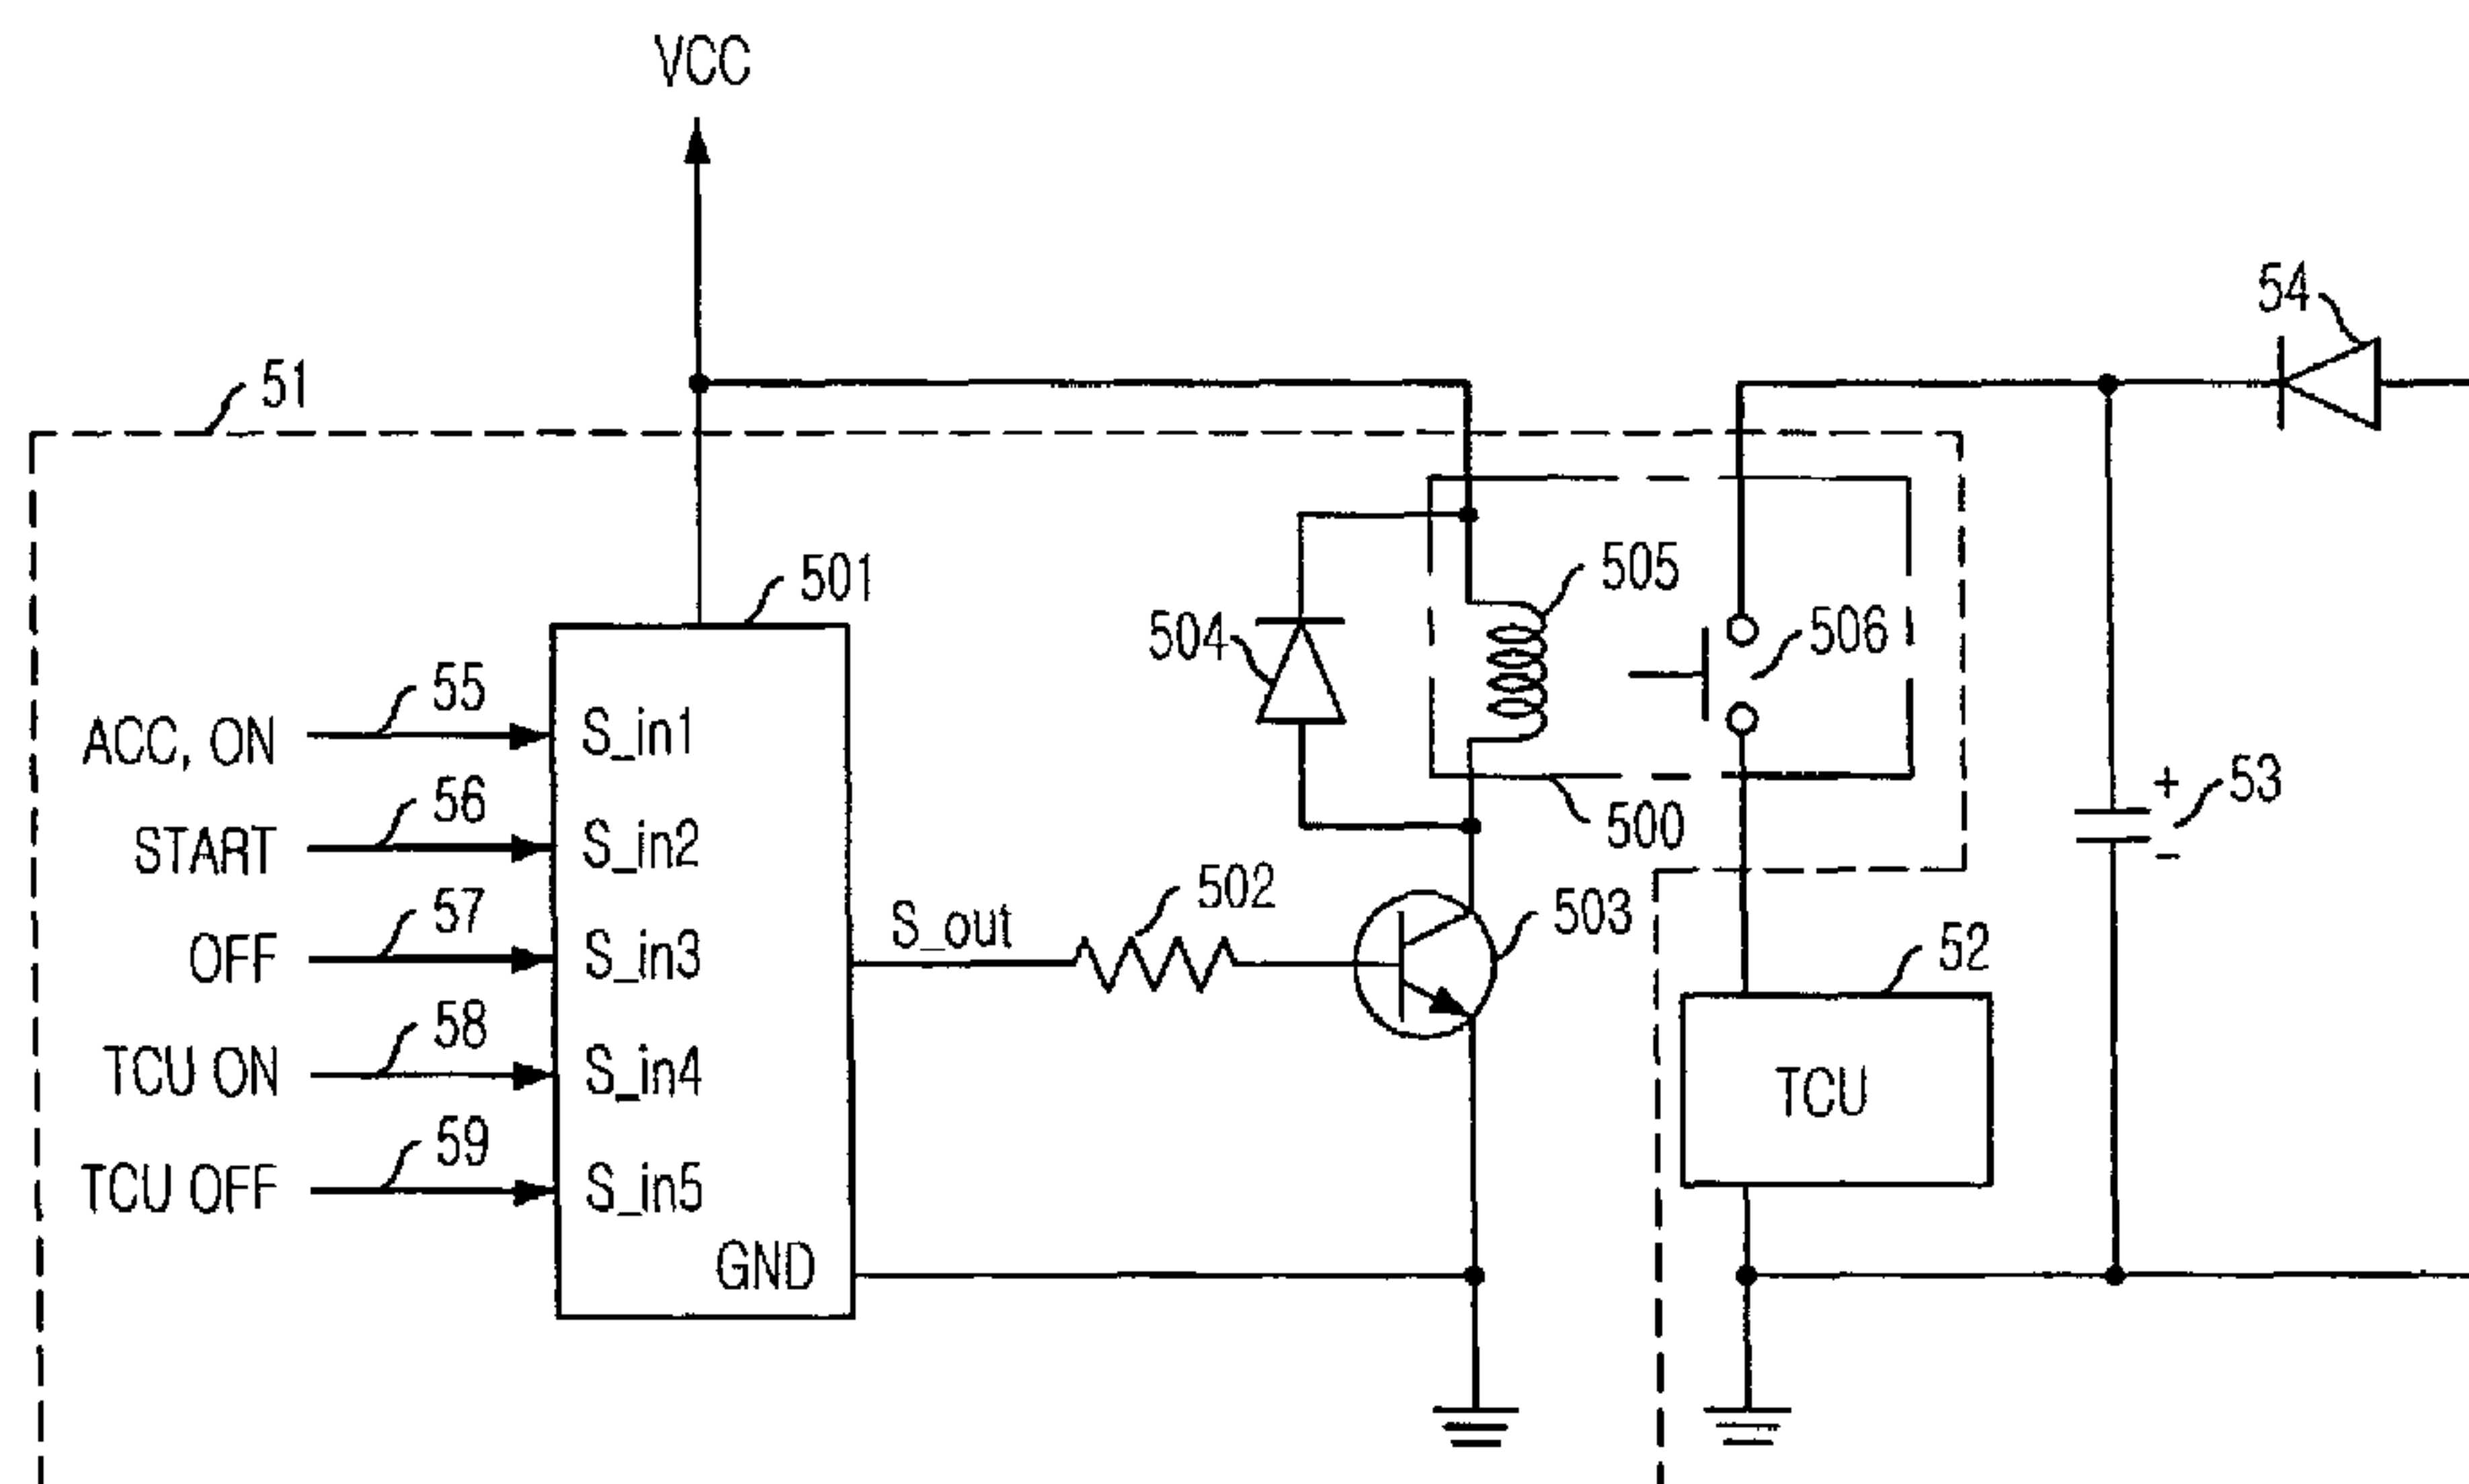 VCC
54
51
501
505
504
506
55
ACC, ON
S_in1
56
START
S_in2
500
53
+
-
57
OFF
S_in3
S_out
502
503
58
TCU ON
S_in4
52
TCU
59
TCU OFF
S_in5
GND